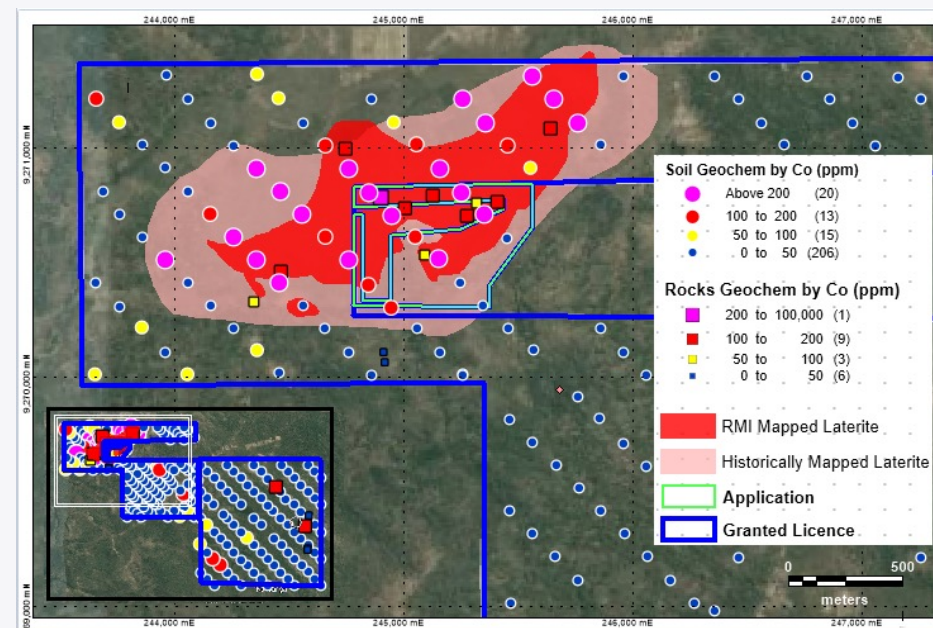 244,000 mE 245,000 mE 246,000 mE 247,000 mE
9,271,000 mN
9,270,000 mN
Soil Geochem by Co (ppm)
Above 200 (20)
100 to 200 (13)
50 to 100 (15)
0 to 50 (206)
Rocks Geochem by Co (ppm)
200 to 100,000 (1)
100 to 200 (9)
50 to 100 (3)
0 to 50 (6)
RMI Mapped Laterite
Historically Mapped Laterite
Application
Granted Licence
0 500
meters
244,000 mE 245,000 mE 246,000 mE 247,000 mE